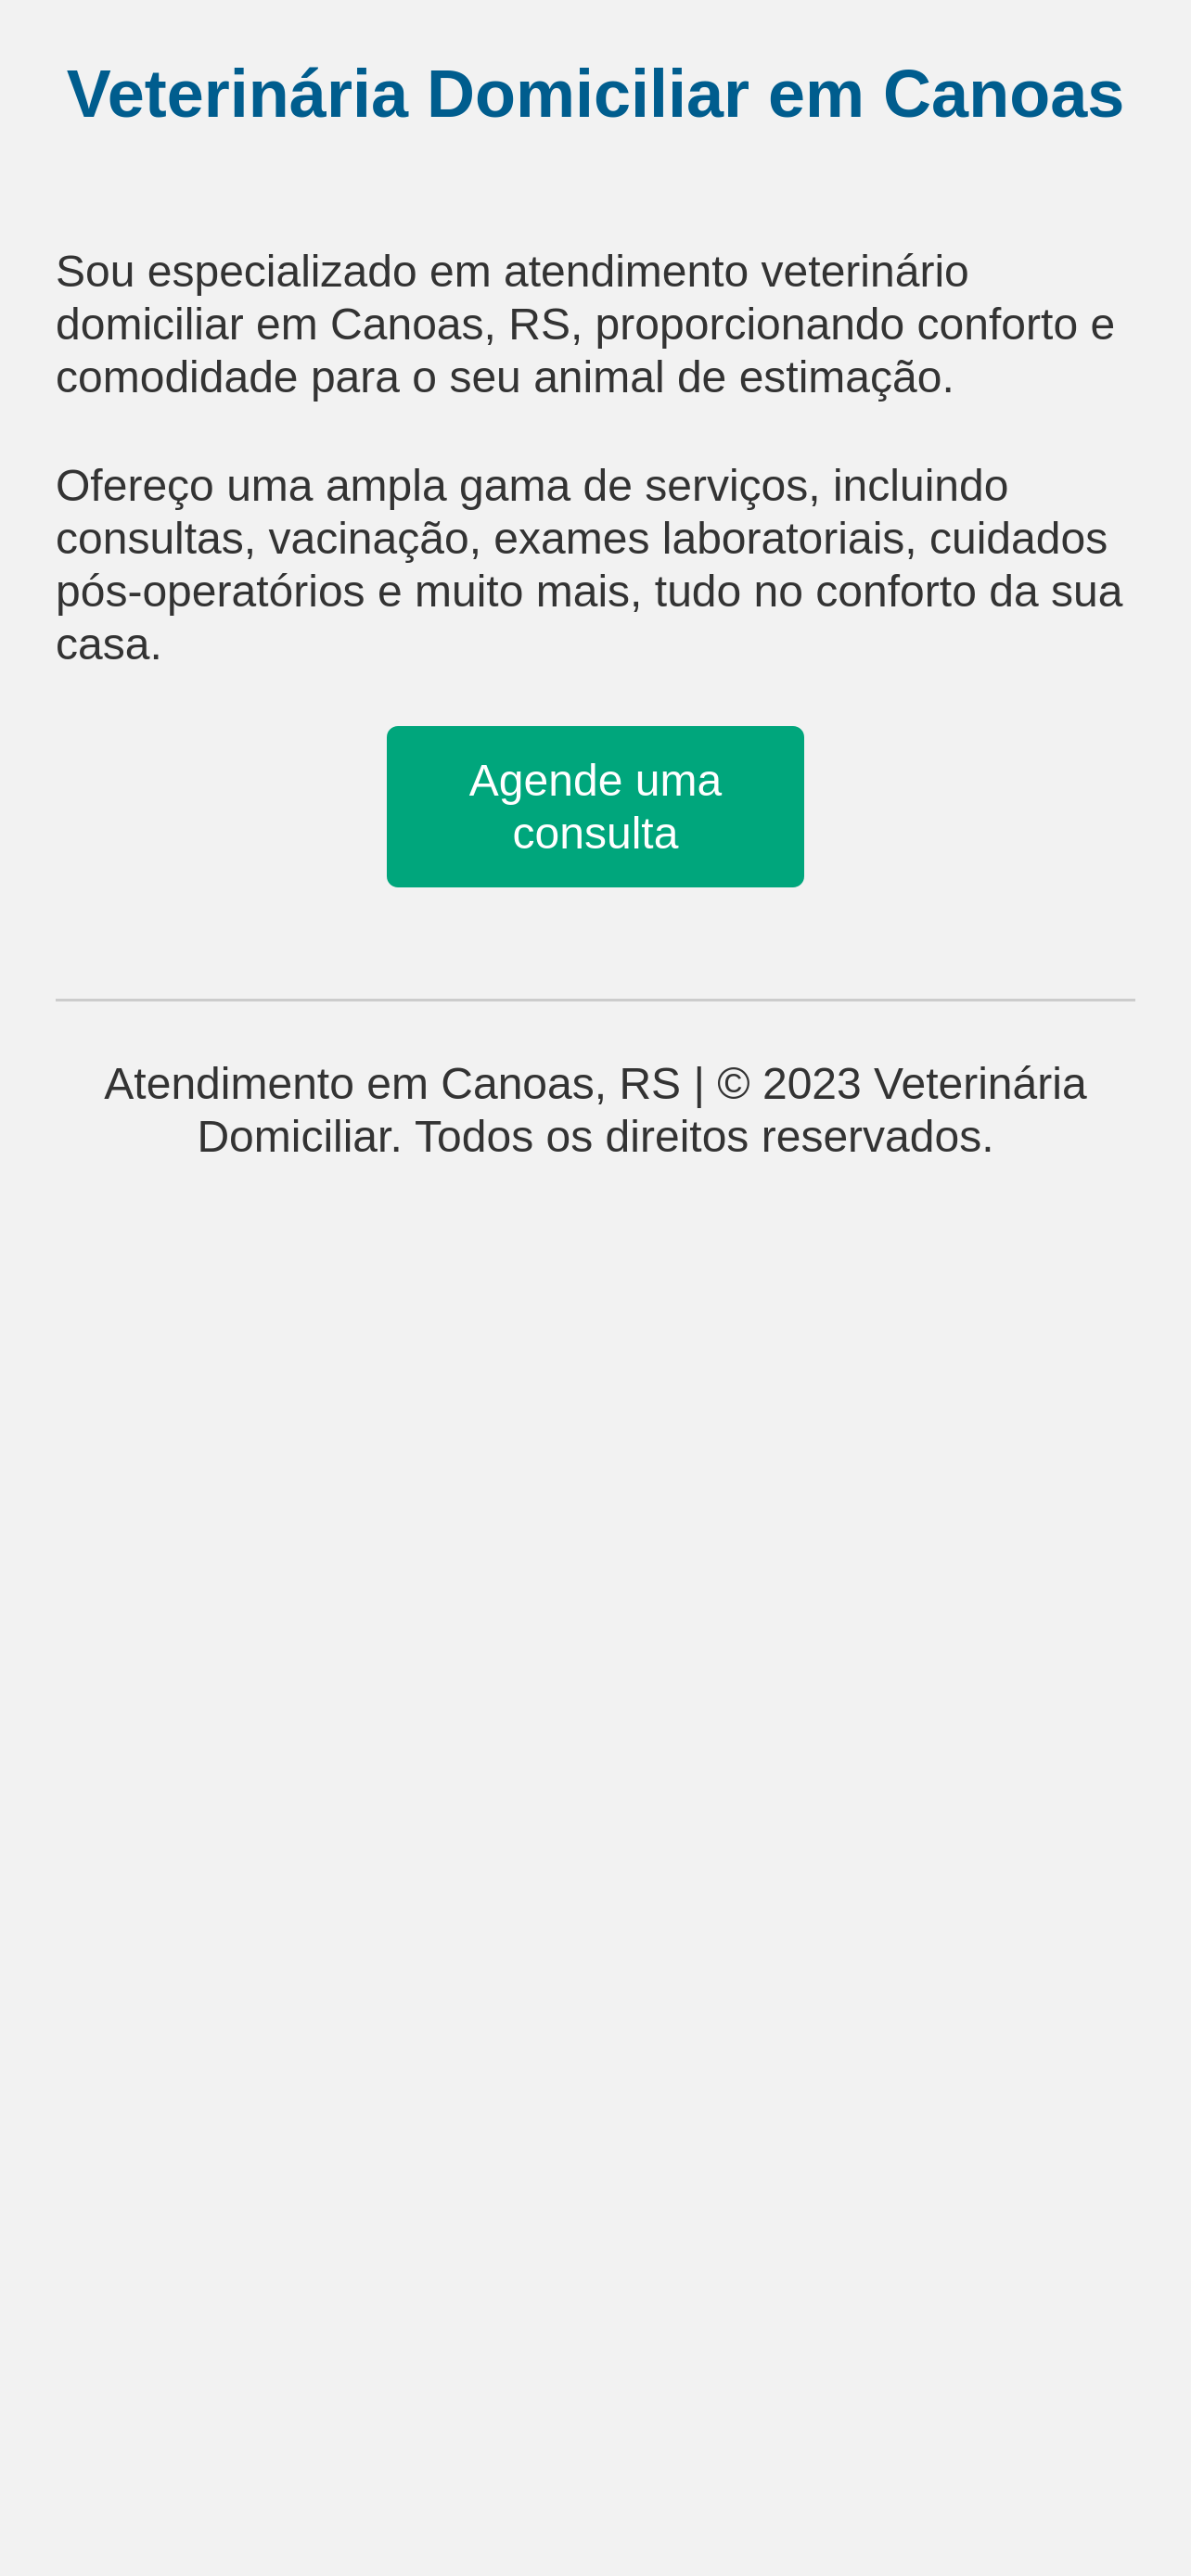 Veterinária Domiciliar em Canoas
Sou especializado em atendimento veterinário
domiciliar em Canoas, RS, proporcionando conforto e
comodidade para o seu animal de estimação.
Ofereço uma ampla gama de serviços, incluindo
consultas, vacinação, exames laboratoriais, cuidados
pós-operatórios e muito mais, tudo no conforto da sua
casa.
Agende uma
consulta
Atendimento em Canoas, RS | © 2023 Veterinária
Domiciliar. Todos os direitos reservados.